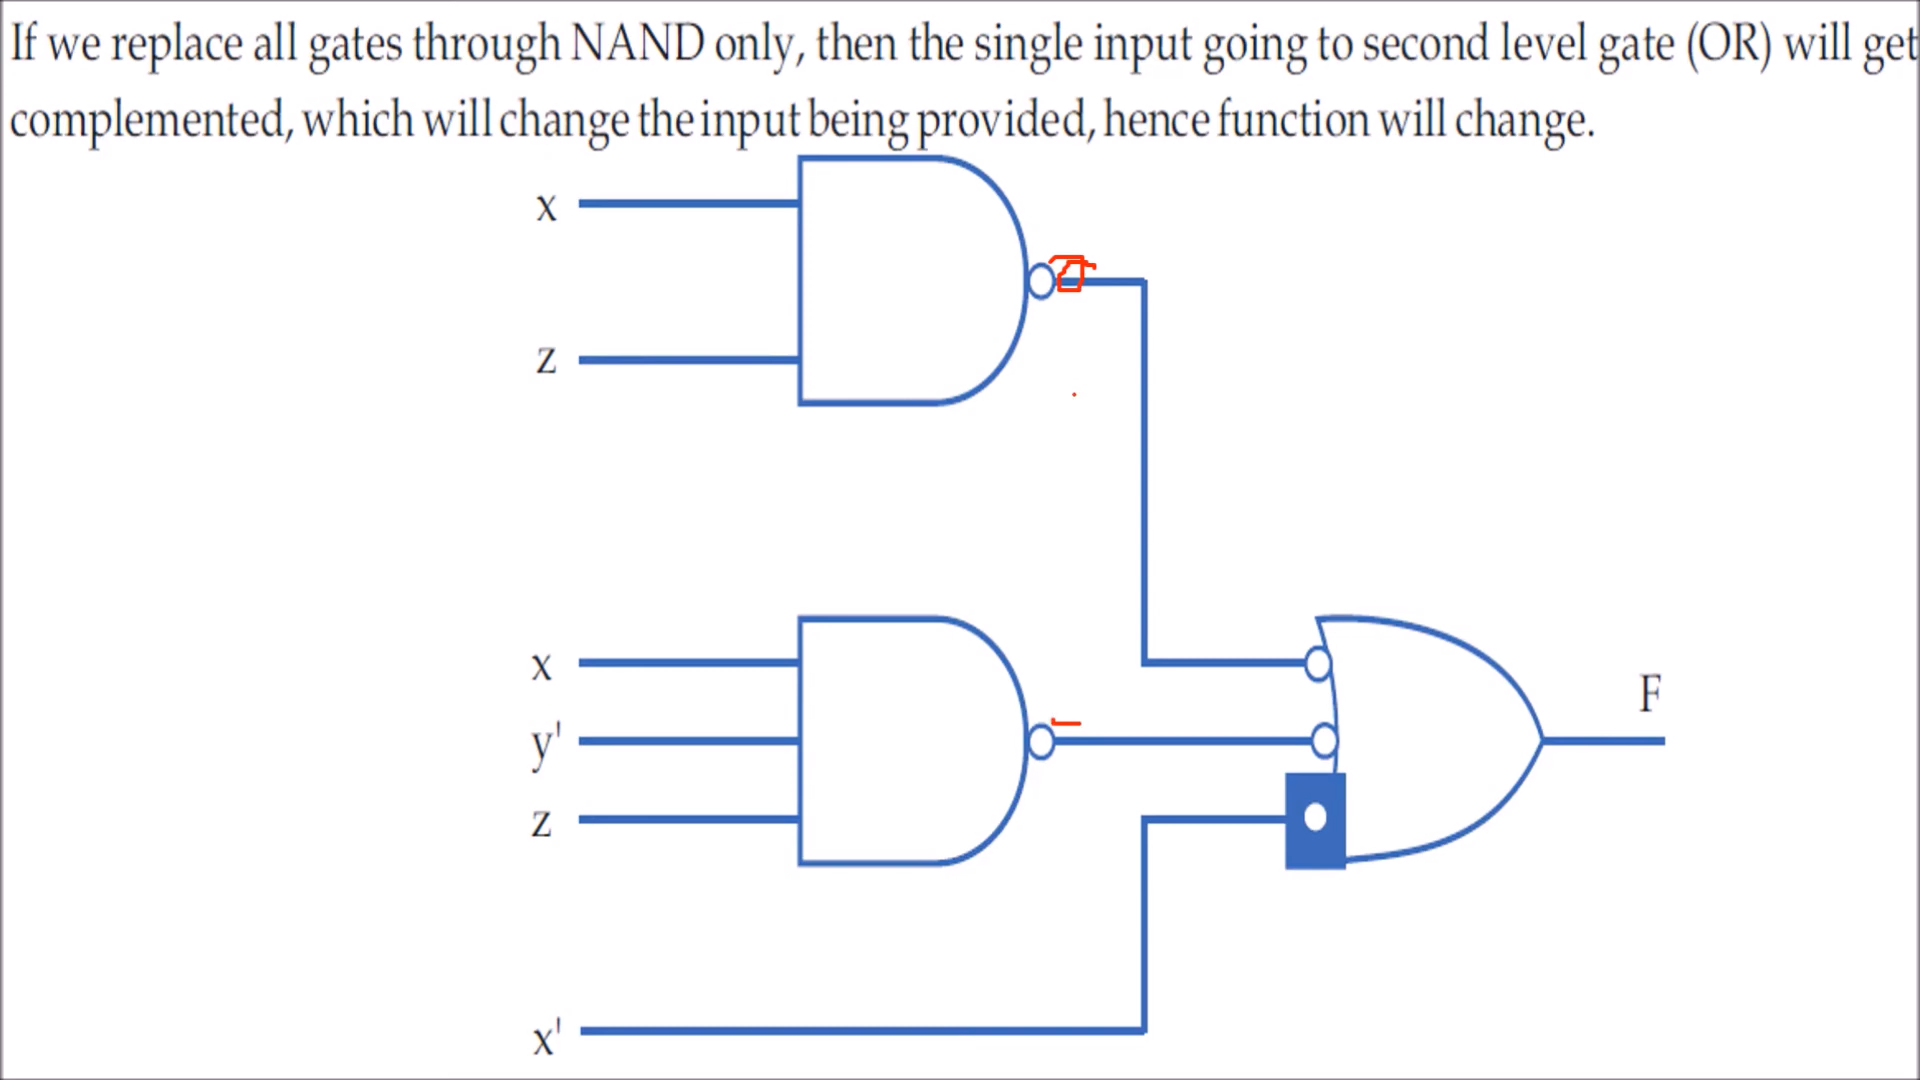 If we replace all gates through NAND only, then the single input going to second level gate (OR) will get
complemented, which will change the input being provided, hence function will change.
x
z
x
y'
z
F
x'